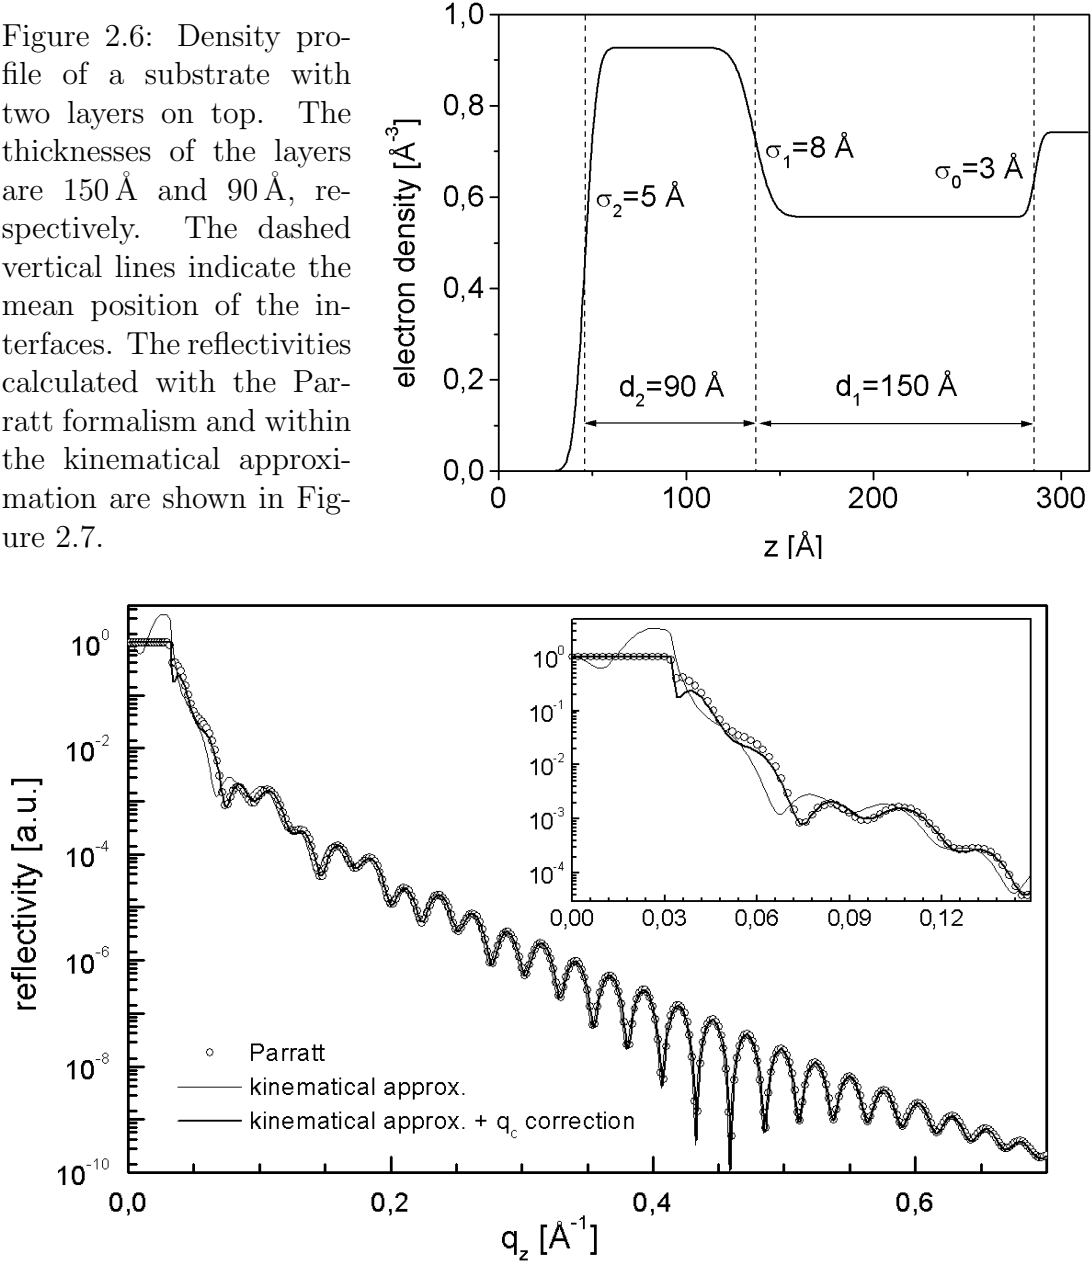 Figure 2.6: Density pro-
file of a substrate with
two layers on top. The
thicknesses of the layers
are 150 Å and 90 Å, re-
spectively. The dashed
vertical lines indicate the
mean position of the in-
terfaces. The reflectivities
calculated with the Par-
ratt formalism and within
the kinematical approxi-
mation are shown in Fig-
ure 2.7.
electron density [Å⁻³]
1,0
0,8
0,6
0,4
0,2
0,0
σ₂=5 Å
σ₁=8 Å
σ₀=3 Å
d₂=90 Å
d₁=150 Å
0 100 200 300
z [Å]
reflectivity [a.u.]
10⁰
10⁻²
10⁻⁴
10⁻⁶
10⁻⁸
10⁻¹⁰
10⁰
10⁻¹
10⁻²
10⁻³
10⁻⁴
0,00 0,03 0,06 0,09 0,12
Parratt
kinematical approx.
kinematical approx. + q꜀ correction
0,0 0,2 0,4 0,6
q_z [Å⁻¹]